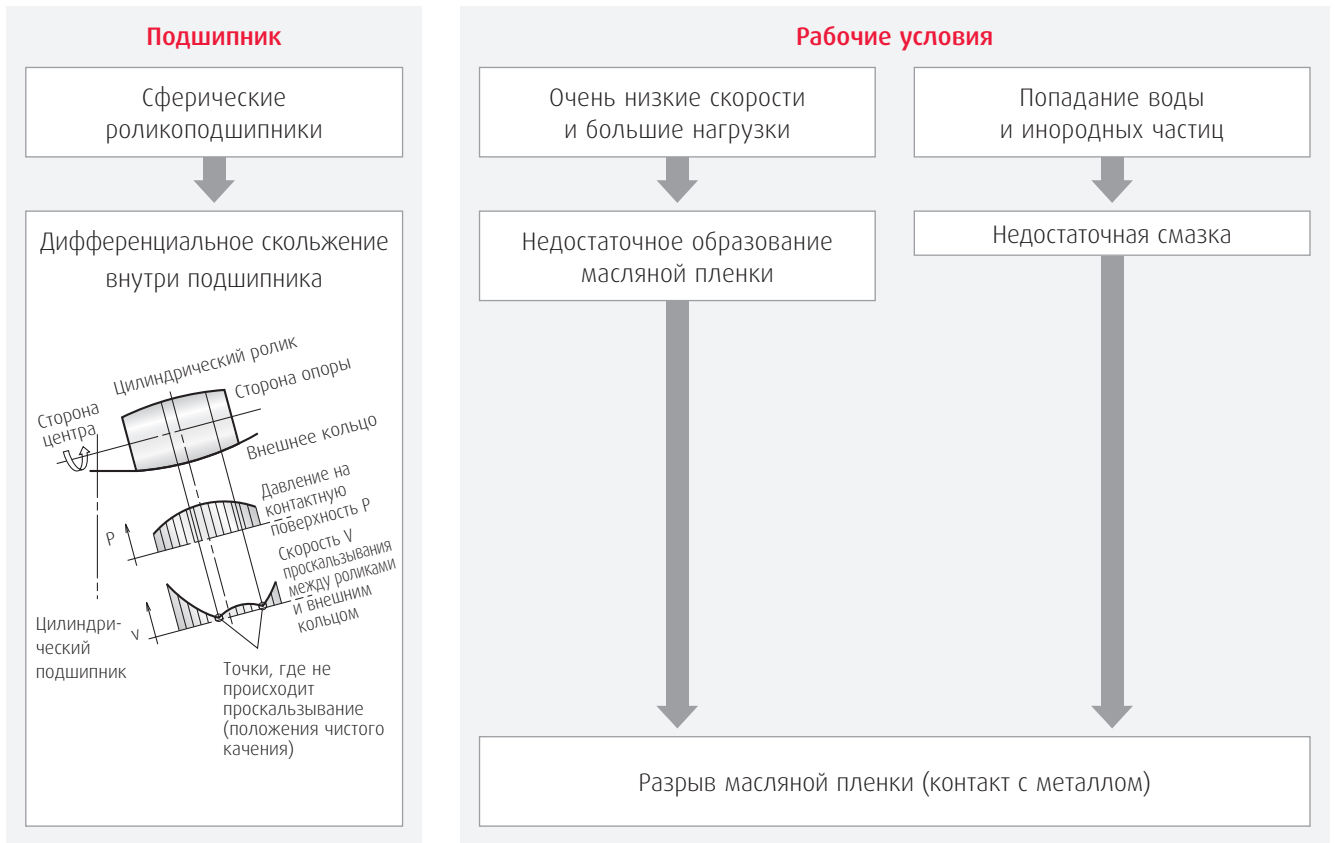 Подшипник
Сферические
роликоподшипники
Дифференциальное скольжение
внутри подшипника
Цилиндрический ролик
Сторона опоры
Сторона
центра
Внешнее кольцо
Давление на
контактную
поверхность P
P
Скорость V
проскальзывания
между роликами
и внешним
кольцом
v
Цилиндри-
ческий
подшипник
Точки, где не
происходит
проскальзывание
(положения чистого
качения)
Рабочие условия
Очень низкие скорости
и большие нагрузки
Недостаточное образование
масляной пленки
Попадание воды
и инородных частиц
Недостаточная смазка
Разрыв масляной пленки (контакт с металлом)